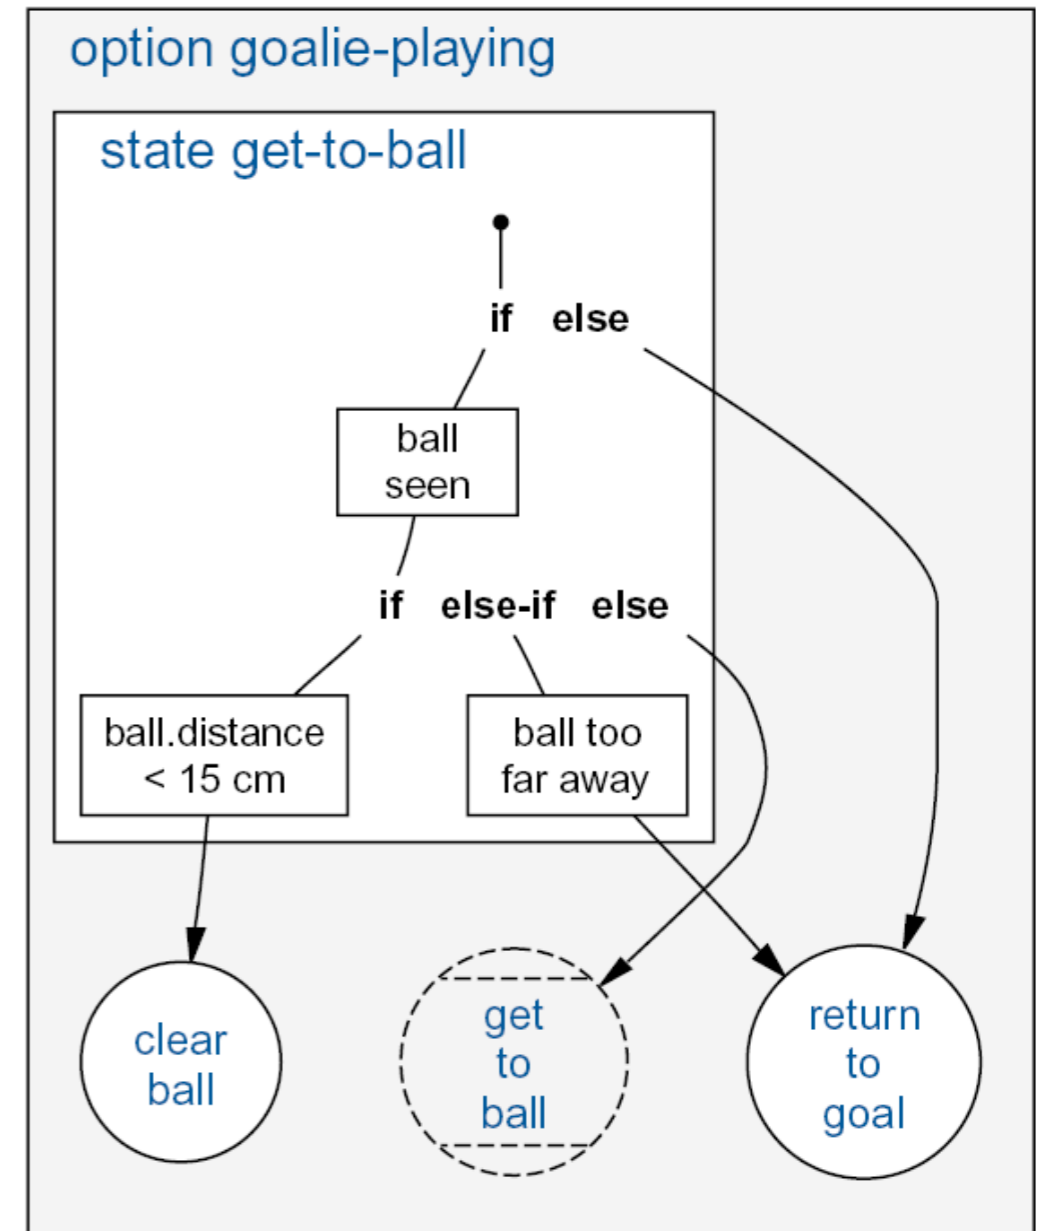 option goalie-playing
state get-to-ball
if else
ball
seen
if else-if else
ball.distance
< 15 cm
ball too
far away
clear
ball
get
to
ball
return
to
goal